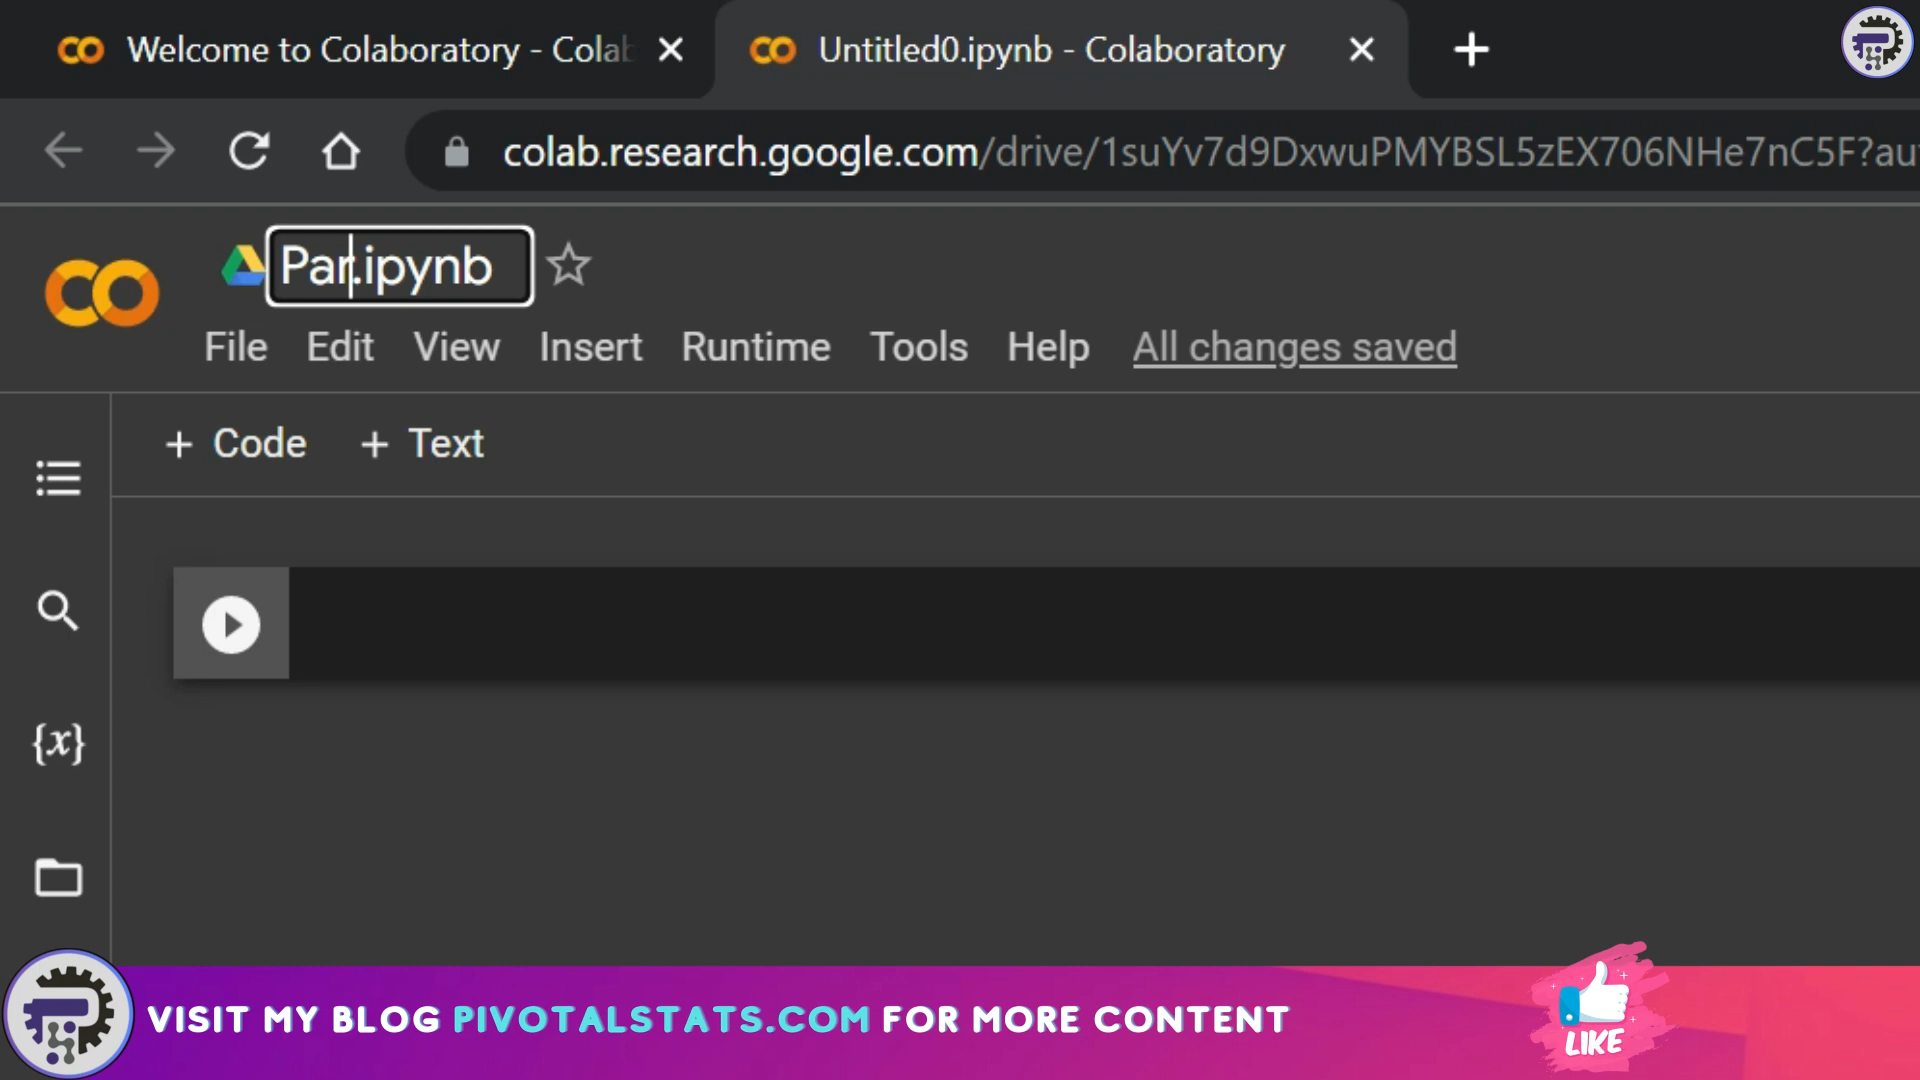 Welcome to Colaboratory - Colab
Untitled0.ipynb - Colaboratory
colab.research.google.com/drive/1suYv7d9DxwuPMYBSL5zEX706NHe7nC5F?au
Par.ipynb
File Edit View Insert Runtime Tools Help All changes saved
+ Code + Text
{x}
VISIT MY BLOG PIVOTALSTATS.COM FOR MORE CONTENT
LIKE